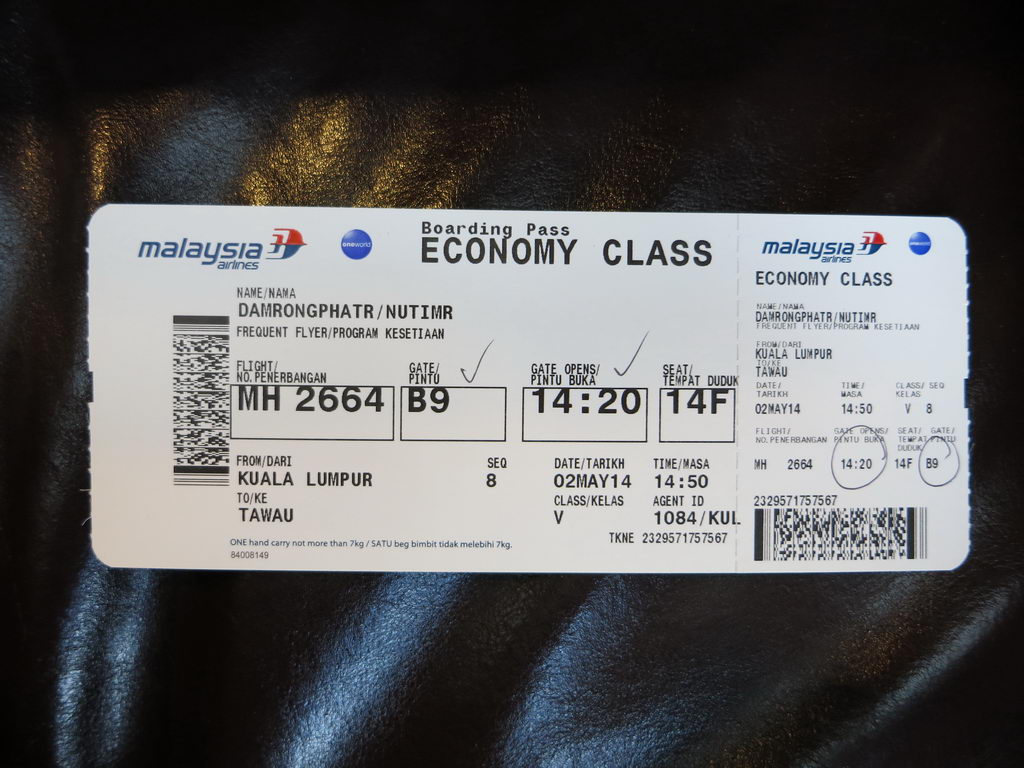 malaysia
airlines
oneworld
Boarding Pass
ECONOMY CLASS
NAME/NAMA
DAMRONGPHATR/NUTIMR
FREQUENT FLYER/PROGRAM KESETIAAN
FLIGHT/
NO.PENERBANGAN
MH 2664
GATE/
PINTU
B9
GATE OPENS/
PINTU BUKA
14:20
SEAT/
TEMPAT DUDUK
14F
FROM/DARI
KUALA LUMPUR
SEQ
8
DATE/TARIKH
02MAY14
TIME/MASA
14:50
TO/KE
TAWAU
CLASS/KELAS
V
AGENT ID
1084/KUL
TKNE 2329571757567
ONE hand carry not more than 7kg / SATU beg bimbit tidak melebihi 7kg.
84008149
malaysia
airlines
oneworld
ECONOMY CLASS
NAME/NAMA
DAMRONGPHATR/NUTIMR
FREQUENT FLYER/PROGRAM KESETIAAN
FROM/DARI
KUALA LUMPUR
TO/KE
TAWAU
DATE/
TARIKH
02MAY14
TIME/
MASA
14:50
CLASS/ SEQ
KELAS
V 8
FLIGHT/
NO.PENERBANGAN
MH 2664
GATE OPENS/
PINTU BUKA
14:20
SEAT/
TEMPAT
DUDUK
14F
GATE/
PINTU
B9
2329571757567